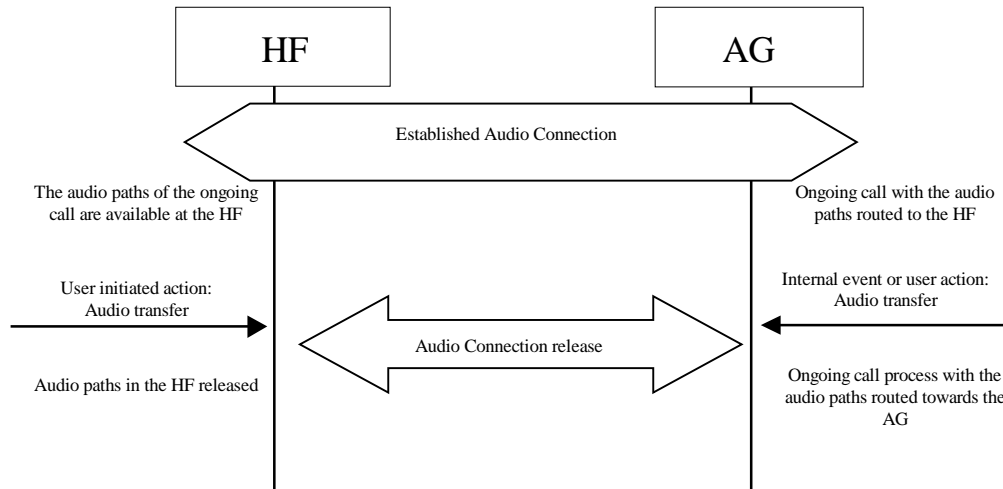 HF
AG
Established Audio Connection
The audio paths of the ongoing
call are available at the HF
Ongoing call with the audio
paths routed to the HF
User initiated action:
Audio transfer
Internal event or user action:
Audio transfer
Audio Connection release
Audio paths in the HF released
Ongoing call process with the
audio paths routed towards the
AG